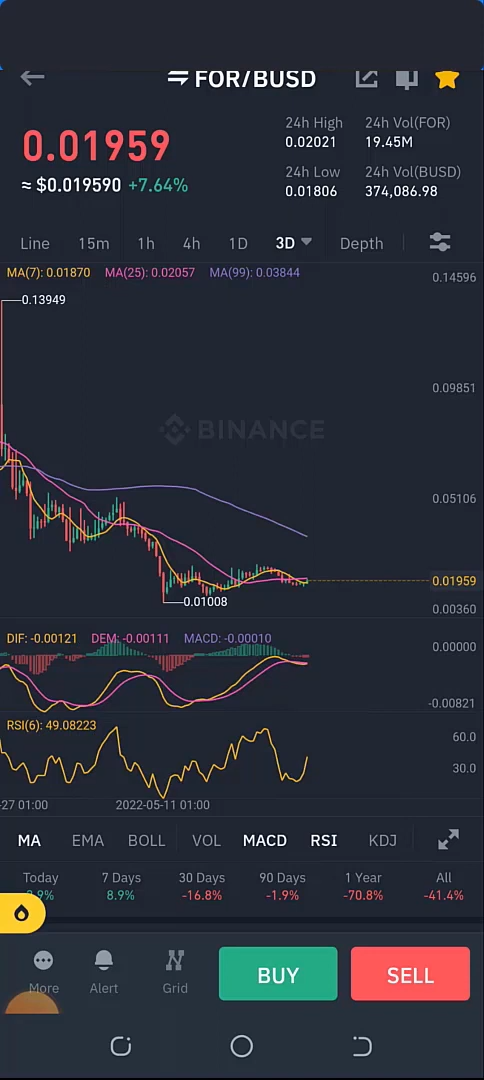 FOR/BUSD
0.01959
≈ $0.019590 +7.64%
24h High
0.02021
24h Vol(FOR)
19.45M
24h Low
0.01806
24h Vol(BUSD)
374,086.98
Line 15m 1h 4h 1D 3D Depth
MA(7): 0.01870 MA(25): 0.02057 MA(99): 0.03844
0.14596
0.13949
0.09851
BINANCE
0.05106
0.01959
0.01008
0.00360
DIF: -0.00121 DEM: -0.00111 MACD: -0.00010
0.00000
-0.00821
RSI(6): 49.08223
60.0
30.0
-27 01:00 2022-05-11 01:00
MA EMA BOLL VOL MACD RSI KDJ
Today 7 Days 30 Days 90 Days 1 Year All
.9% 8.9% -16.8% -1.9% -70.8% -41.4%
More Alert Grid BUY SELL